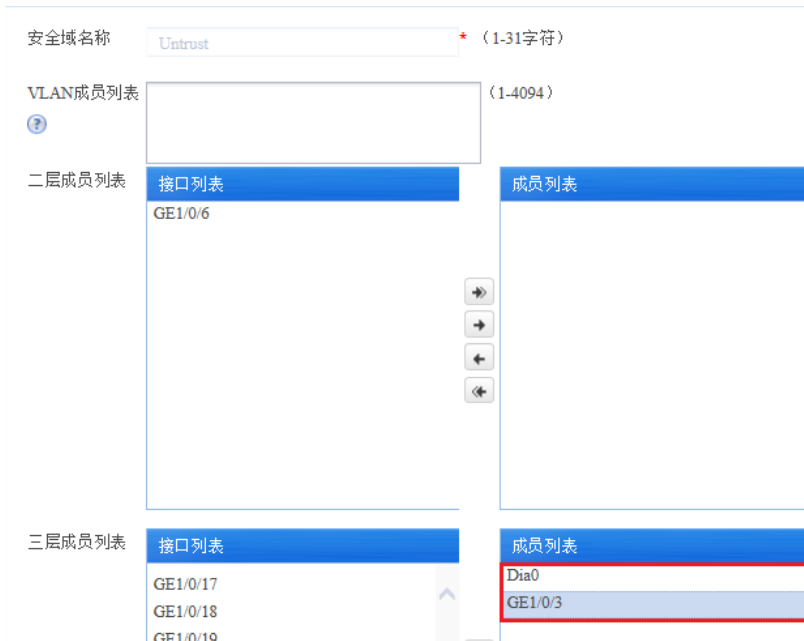 安全域名称 Untrust * （1-31字符）
VLAN成员列表 （1-4094）
?
二层成员列表 接口列表 成员列表
GE1/0/6
三层成员列表 接口列表 成员列表
GE1/0/17 Dia0
GE1/0/18 GE1/0/3
GE1/0/19